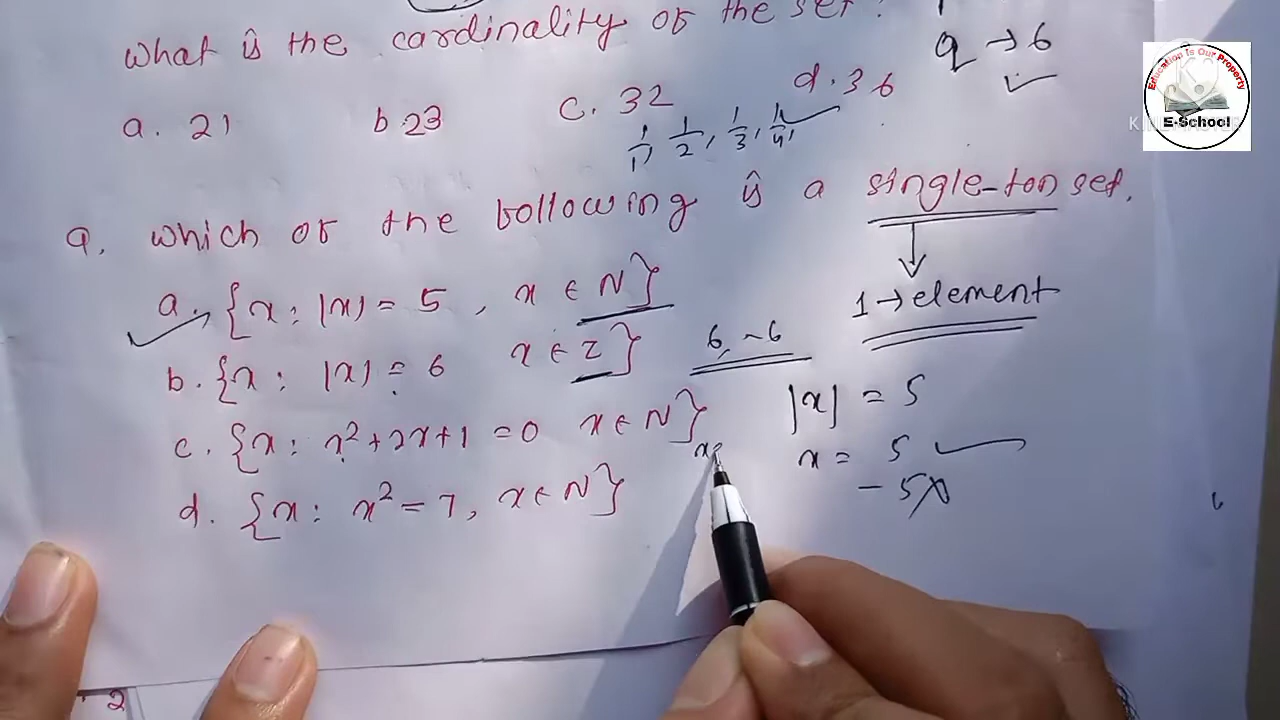 What is the cardinality of the set?
q → 6
a. 21 b. 23 c. 32 d. 36
1/1, 1/2, 1/3, 1/4,
Education Is Our Property
E-School
q. which of the following is a single-ton set.
a. {x : |x| = 5 , x ∈ N}
1 → element
b. {x : |x| = 6 x ∈ Z} 6, -6
c. {x : x² + 2x + 1 = 0 x ∈ N} |x| = 5
x = x = 5
-5
d. {x : x² = 7, x ∈ N}
2